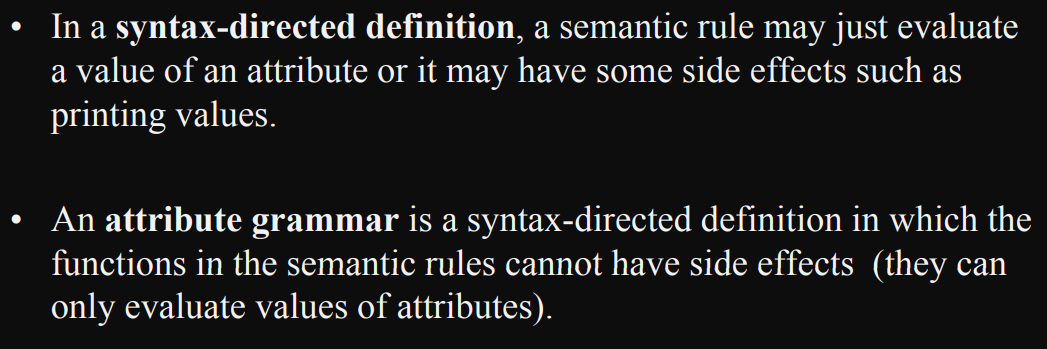 • In a syntax-directed definition, a semantic rule may just evaluate
a value of an attribute or it may have some side effects such as
printing values.
• An attribute grammar is a syntax-directed definition in which the
functions in the semantic rules cannot have side effects  (they can
only evaluate values of attributes).